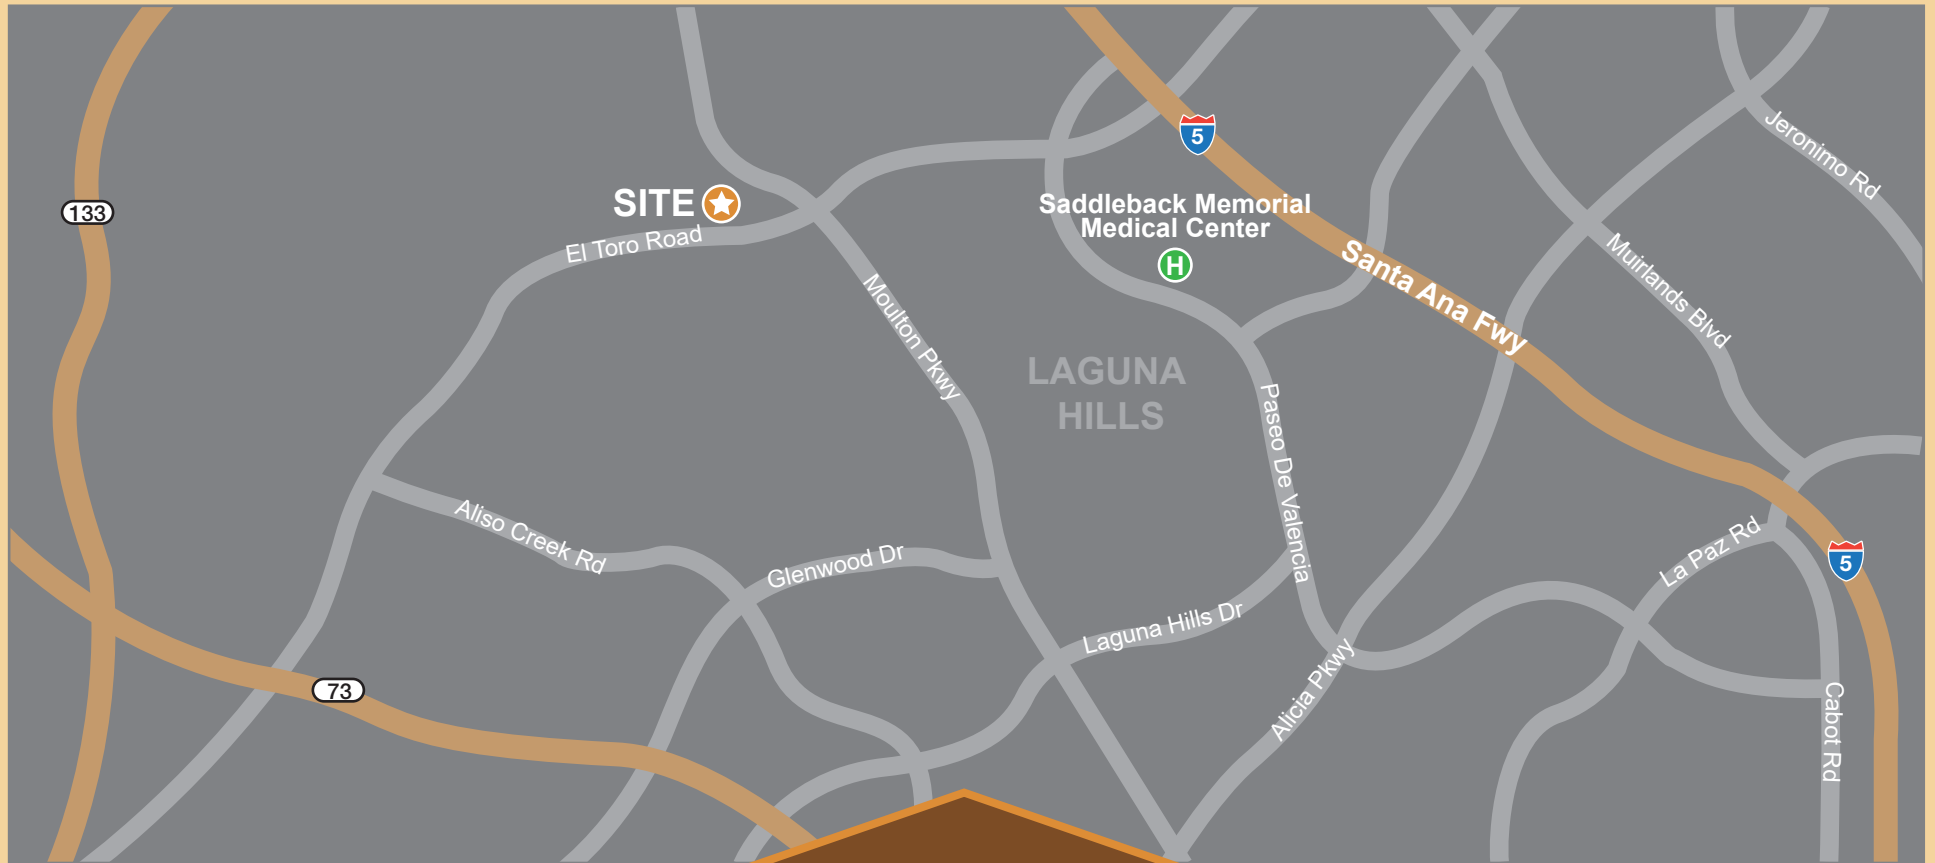 5
Jeronimo Rd
133
SITE
Saddleback Memorial
Medical Center
H
El Toro Road
Santa Ana Fwy
Muirlands Blvd
Moulton Pkwy
LAGUNA
HILLS
Paseo De Valencia
Aliso Creek Rd
Glenwood Dr
La Paz Rd
5
Laguna Hills Dr
Alicia Pkwy
73
Cabot Rd